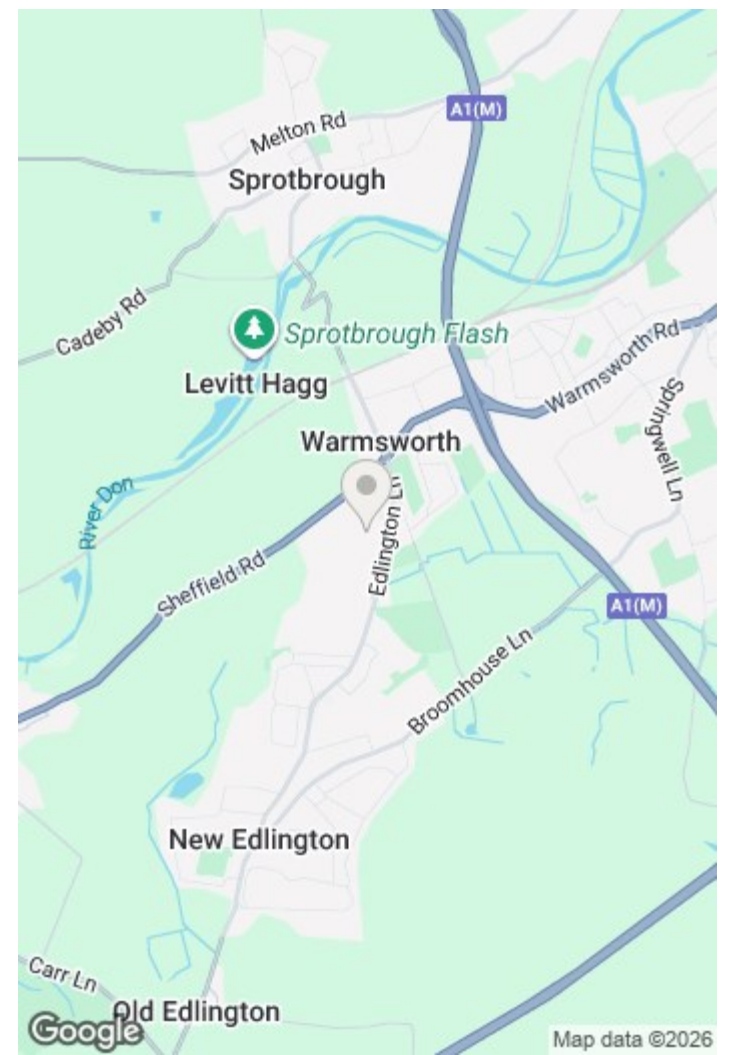 A1(M)
Melton Rd
Sprotbrough
Cadeby Rd
Sprotbrough Flash
Levitt Hagg
Warmsworth Rd
Springwell Ln
Warmsworth
River Don
Edlington Ln
Sheffield Rd
A1(M)
Broomhouse Ln
New Edlington
Carr Ln
Old Edlington
Google
Map data ©2026